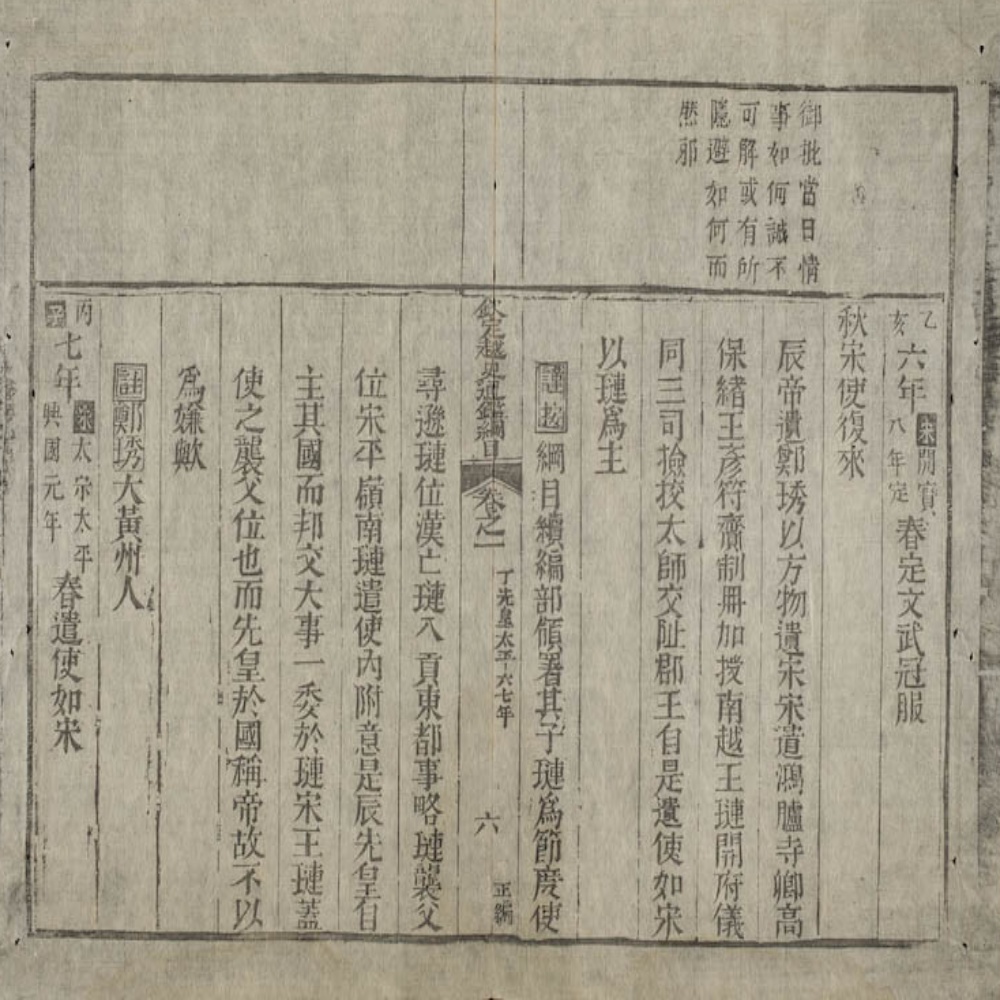 御批當日情
事如何誠不
可解或有所
隱避如何而
然邪
乙亥六年宋開寶八年定春定文武冠服
秋宋使復來
辰帝遣鄭琇以方物遺宋宋遣鴻臚寺卿高
保緒王彥符齎制冊加授南越王璉開府儀
同三司撿挍太師交阯郡王自是遣使如宋
以璉爲主
謹按綱目續編部領署其子璉爲節度使
欽定越史通鑑綱目 卷之一 丁先皇太平六七年 六 正編
尋遜璉位漢亡璉入貢東都事略璉襲父
位宋平嶺南璉遣使內附意是辰先皇自
主其國而邦交大事一委於璉宋王璉蓋
使之襲父位也而先皇於國稱帝故不以
爲嫌歟
註鄭琇大黃州人
丙子七年宋太宗太平興國元年春遣使如宋